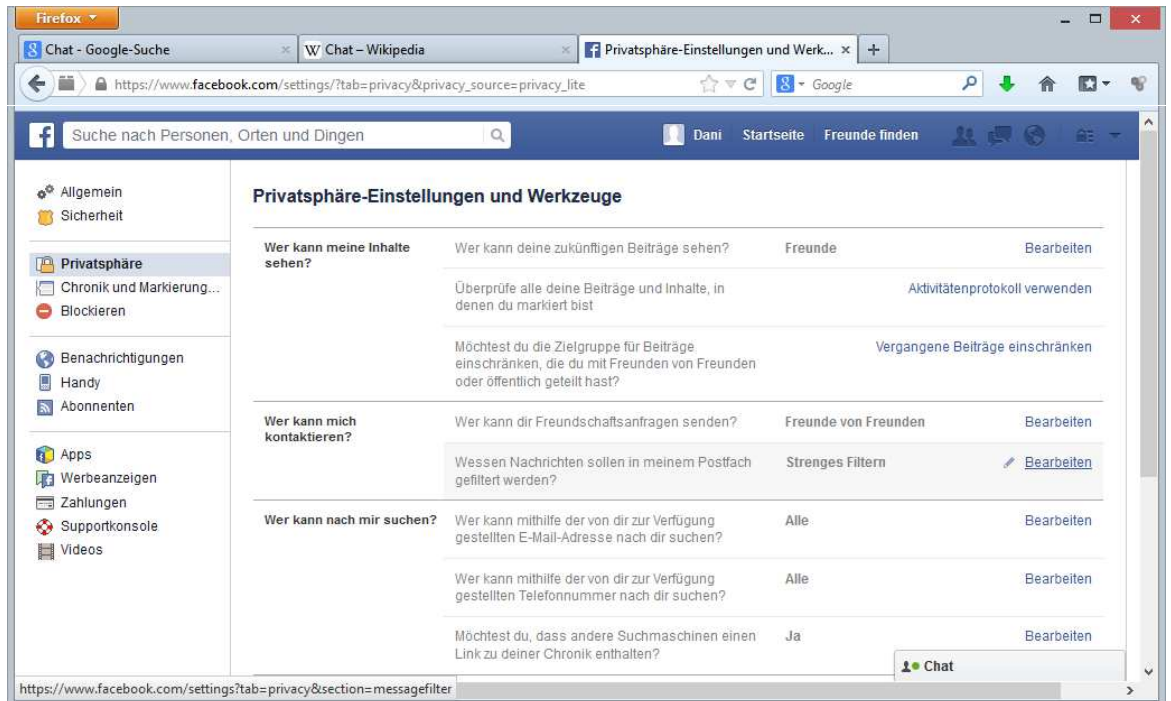 Firefox
Chat - Google-Suche
W Chat – Wikipedia
Privatsphäre-Einstellungen und Werk...
https://www.facebook.com/settings/?tab=privacy&privacy_source=privacy_lite
Google
Suche nach Personen, Orten und Dingen
Dani Startseite Freunde finden
Allgemein
Sicherheit
Privatsphäre
Chronik und Markierung...
Blockieren
Benachrichtigungen
Handy
Abonnenten
Apps
Werbeanzeigen
Zahlungen
Supportkonsole
Videos
Privatsphäre-Einstellungen und Werkzeuge
Wer kann meine Inhalte
sehen?
Wer kann deine zukünftigen Beiträge sehen? Freunde Bearbeiten
Überprüfe alle deine Beiträge und Inhalte, in
denen du markiert bist
Aktivitätenprotokoll verwenden
Möchtest du die Zielgruppe für Beiträge
einschränken, die du mit Freunden von Freunden
oder öffentlich geteilt hast?
Vergangene Beiträge einschränken
Wer kann mich
kontaktieren?
Wer kann dir Freundschaftsanfragen senden? Freunde von Freunden Bearbeiten
Wessen Nachrichten sollen in meinem Postfach
gefiltert werden?
Strenges Filtern Bearbeiten
Wer kann nach mir suchen?
Wer kann mithilfe der von dir zur Verfügung
gestellten E-Mail-Adresse nach dir suchen?
Alle Bearbeiten
Wer kann mithilfe der von dir zur Verfügung
gestellten Telefonnummer nach dir suchen?
Alle Bearbeiten
Möchtest du, dass andere Suchmaschinen einen
Link zu deiner Chronik enthalten?
Ja Bearbeiten
Chat
https://www.facebook.com/settings?tab=privacy&section=messagefilter